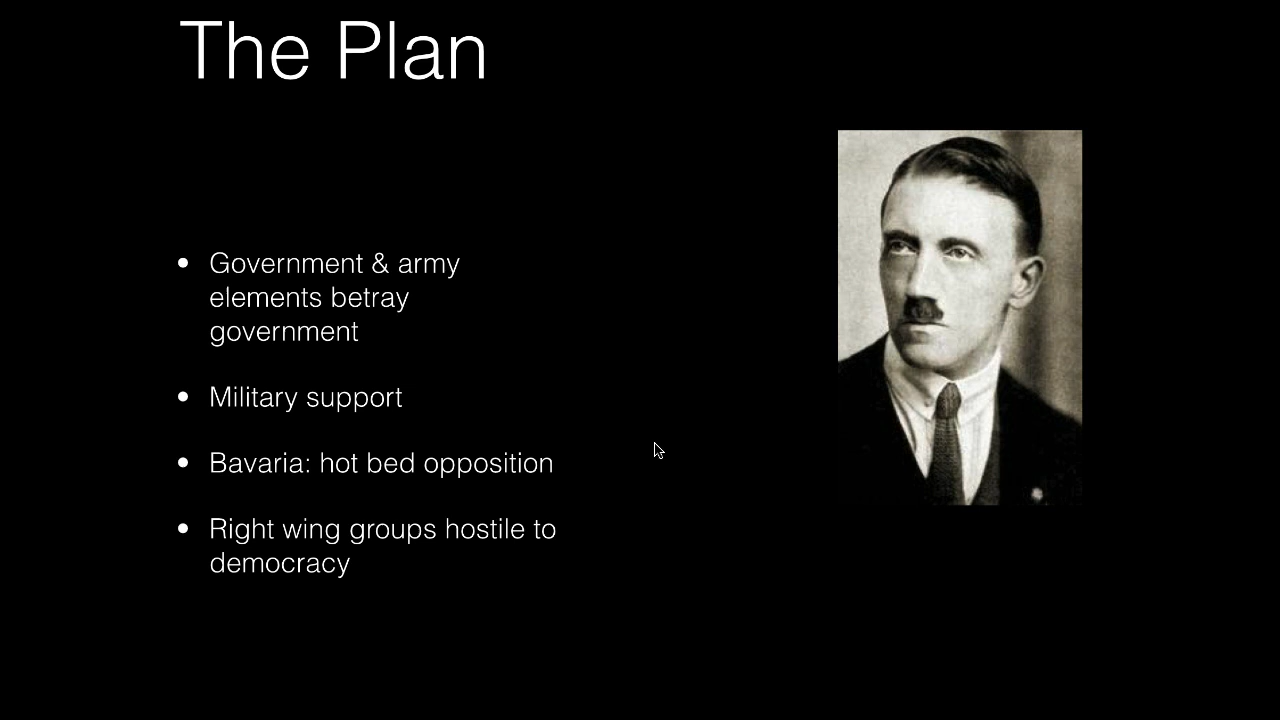 The Plan
• Government & army
elements betray
government
• Military support
• Bavaria: hot bed opposition
• Right wing groups hostile to
democracy